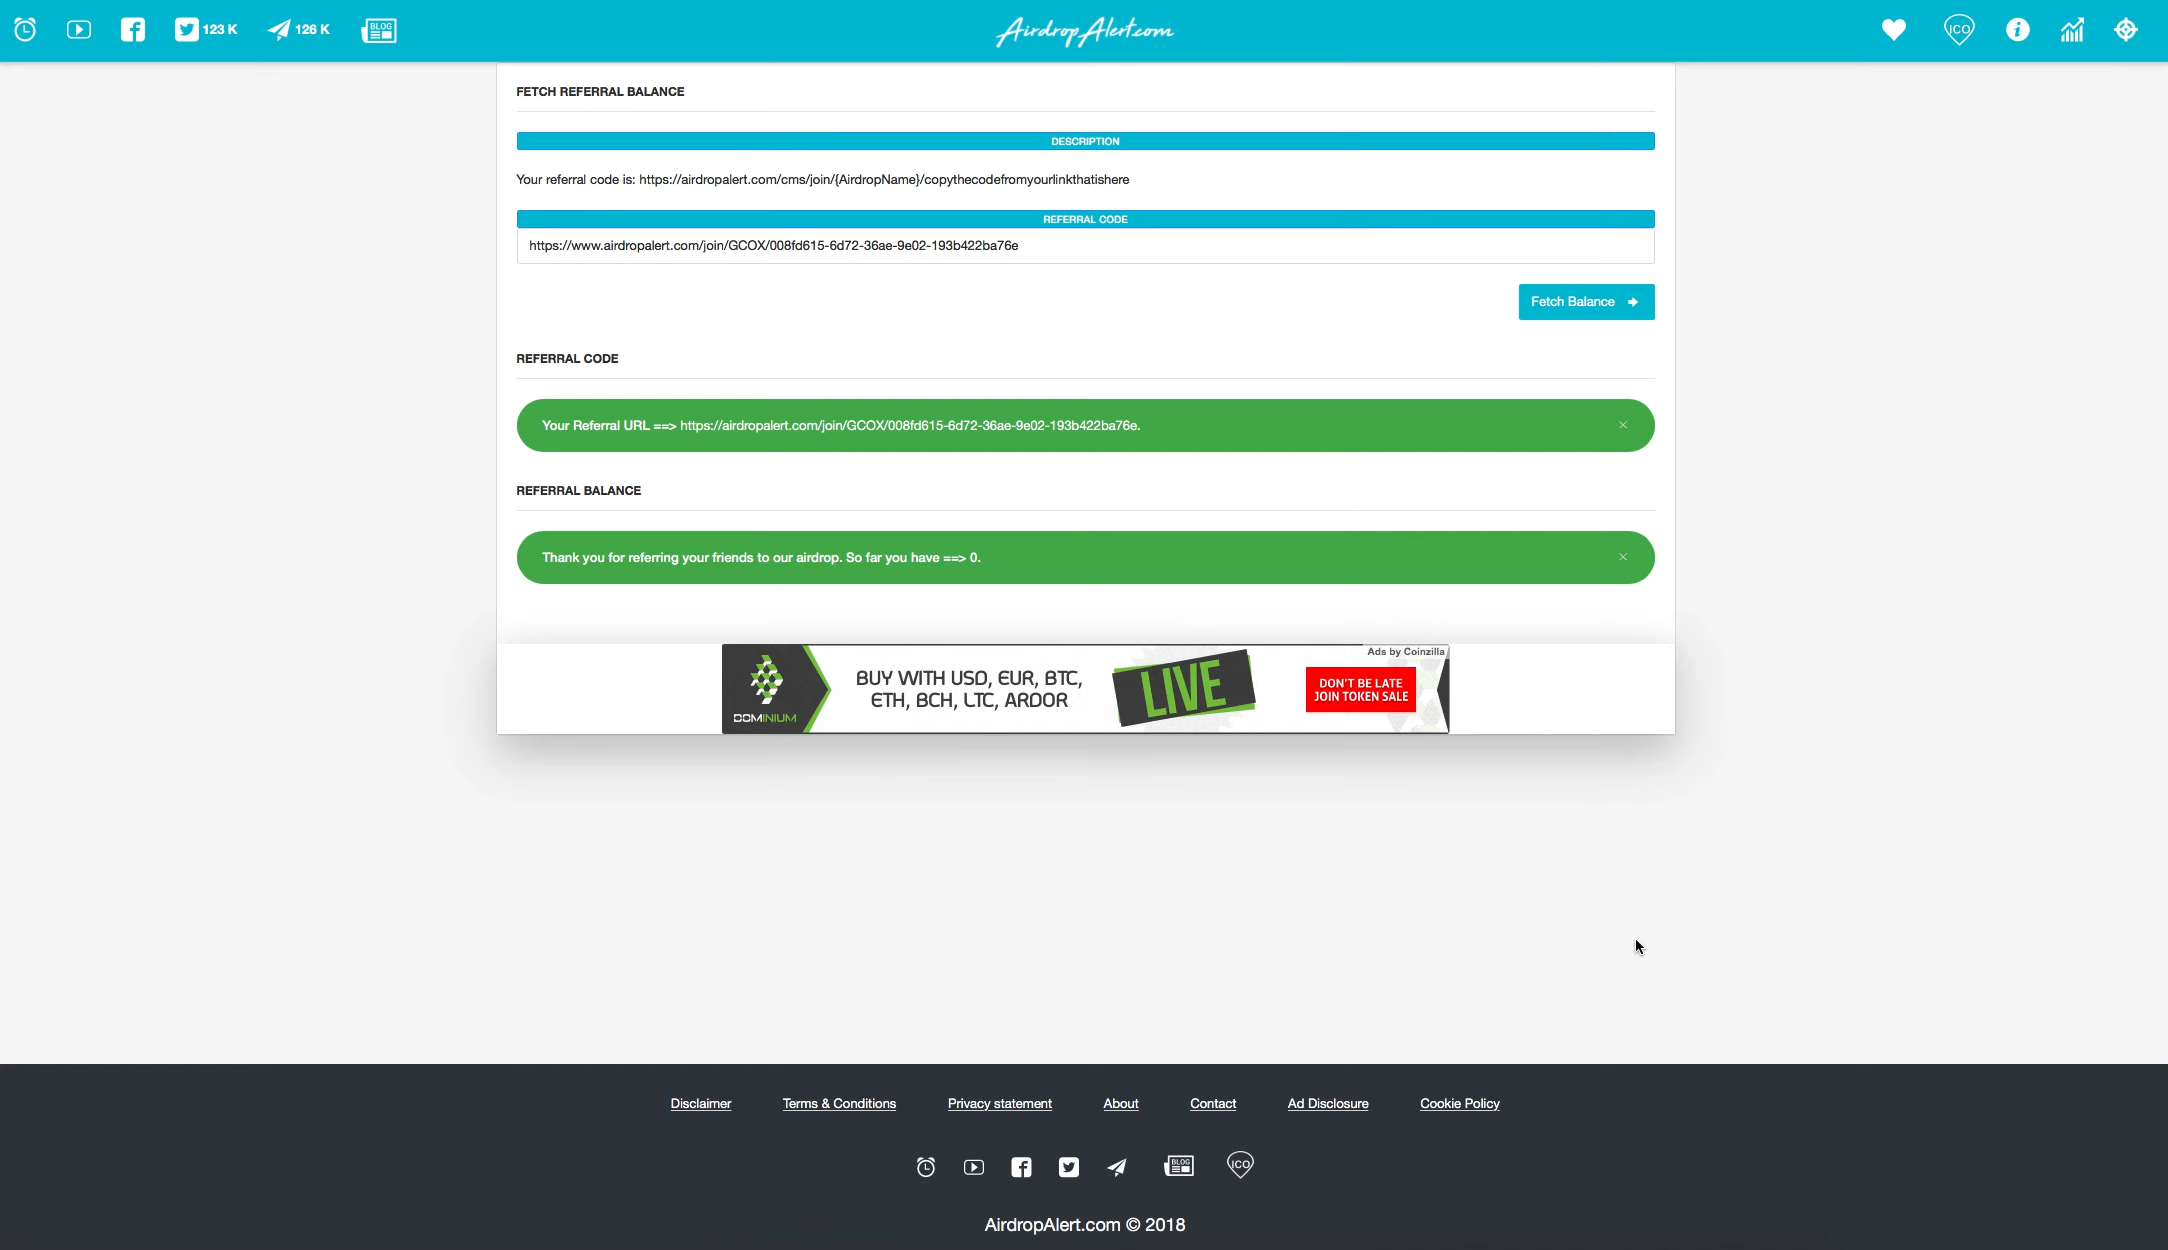 123 K
126 K
BLOG
AirdropAlert.com
ICO
FETCH REFERRAL BALANCE
DESCRIPTION
Your referral code is: https://airdropalert.com/cms/join/{AirdropName}/copythecodefromyourlinkthatishere
REFERRAL CODE
https://www.airdropalert.com/join/GCOX/008fd615-6d72-36ae-9e02-193b422ba76e
Fetch Balance
REFERRAL CODE
Your Referral URL ==> https://airdropalert.com/join/GCOX/008fd615-6d72-36ae-9e02-193b422ba76e.
REFERRAL BALANCE
Thank you for referring your friends to our airdrop. So far you have ==> 0.
Ads by Coinzilla
DOMINIUM
BUY WITH USD, EUR, BTC,
ETH, BCH, LTC, ARDOR
LIVE
DON'T BE LATE
JOIN TOKEN SALE
Disclaimer Terms & Conditions Privacy statement About Contact Ad Disclosure Cookie Policy
BLOG
ICO
AirdropAlert.com © 2018